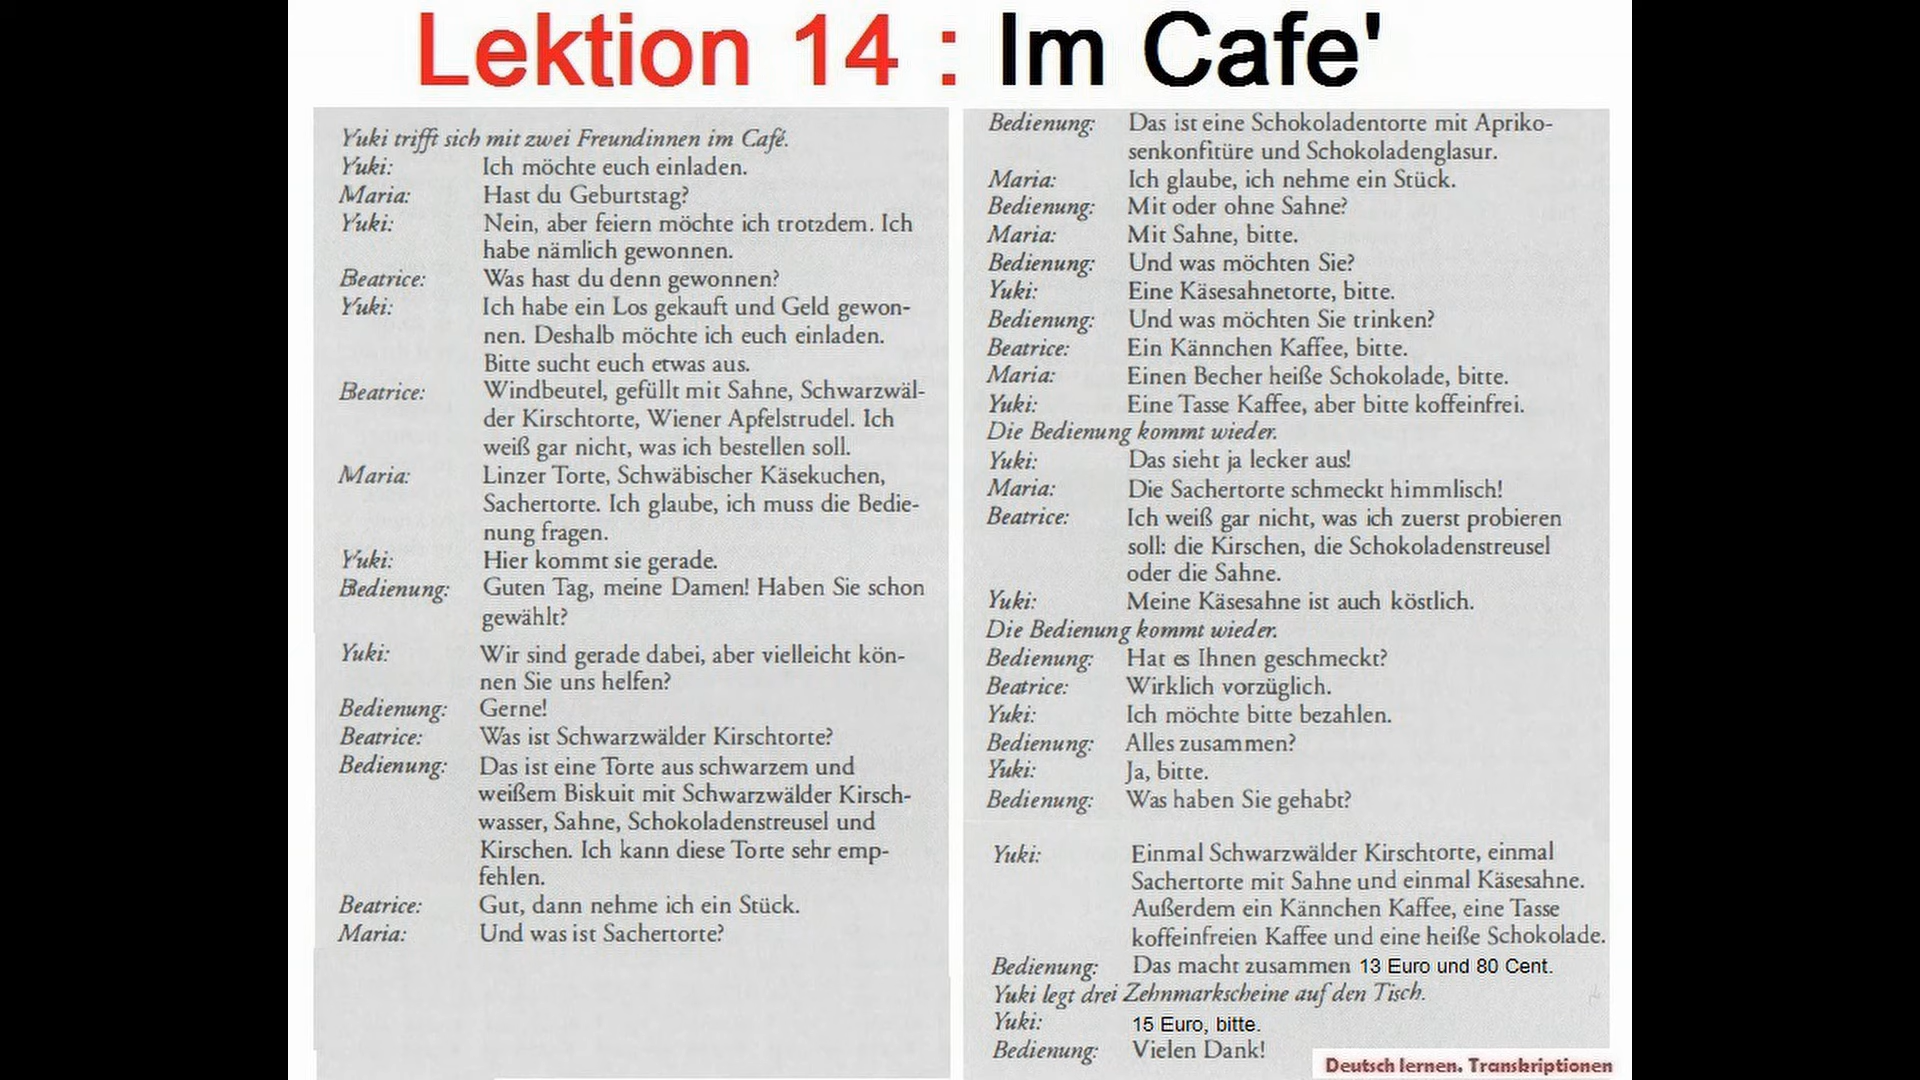 Lektion 14 : Im Cafe'
Yuki trifft sich mit zwei Freundinnen im Café.
Yuki: Ich möchte euch einladen.
Maria: Hast du Geburtstag?
Yuki: Nein, aber feiern möchte ich trotzdem. Ich
habe nämlich gewonnen.
Beatrice: Was hast du denn gewonnen?
Yuki: Ich habe ein Los gekauft und Geld gewon-
nen. Deshalb möchte ich euch einladen.
Bitte sucht euch etwas aus.
Beatrice: Windbeutel, gefüllt mit Sahne, Schwarzwäl-
der Kirschtorte, Wiener Apfelstrudel. Ich
weiß gar nicht, was ich bestellen soll.
Maria: Linzer Torte, Schwäbischer Käsekuchen,
Sachertorte. Ich glaube, ich muss die Bedie-
nung fragen.
Yuki: Hier kommt sie gerade.
Bedienung: Guten Tag, meine Damen! Haben Sie schon
gewählt?
Yuki: Wir sind gerade dabei, aber vielleicht kön-
nen Sie uns helfen?
Bedienung: Gerne!
Beatrice: Was ist Schwarzwälder Kirschtorte?
Bedienung: Das ist eine Torte aus schwarzem und
weißem Biskuit mit Schwarzwälder Kirsch-
wasser, Sahne, Schokoladenstreusel und
Kirschen. Ich kann diese Torte sehr emp-
fehlen.
Beatrice: Gut, dann nehme ich ein Stück.
Maria: Und was ist Sachertorte?
Bedienung: Das ist eine Schokoladentorte mit Apriko-
senkonfitüre und Schokoladenglasur.
Maria: Ich glaube, ich nehme ein Stück.
Bedienung: Mit oder ohne Sahne?
Maria: Mit Sahne, bitte.
Bedienung: Und was möchten Sie?
Yuki: Eine Käsesahnetorte, bitte.
Bedienung: Und was möchten Sie trinken?
Beatrice: Ein Kännchen Kaffee, bitte.
Maria: Einen Becher heiße Schokolade, bitte.
Yuki: Eine Tasse Kaffee, aber bitte koffeinfrei.
Die Bedienung kommt wieder.
Yuki: Das sieht ja lecker aus!
Maria: Die Sachertorte schmeckt himmlisch!
Beatrice: Ich weiß gar nicht, was ich zuerst probieren
soll: die Kirschen, die Schokoladenstreusel
oder die Sahne.
Yuki: Meine Käsesahne ist auch köstlich.
Die Bedienung kommt wieder.
Bedienung: Hat es Ihnen geschmeckt?
Beatrice: Wirklich vorzüglich.
Yuki: Ich möchte bitte bezahlen.
Bedienung: Alles zusammen?
Yuki: Ja, bitte.
Bedienung: Was haben Sie gehabt?
Yuki: Einmal Schwarzwälder Kirschtorte, einmal
Sachertorte mit Sahne und einmal Käsesahne.
Außerdem ein Kännchen Kaffee, eine Tasse
koffeinfreien Kaffee und eine heiße Schokolade.
Bedienung: Das macht zusammen 13 Euro und 80 Cent.
Yuki legt drei Zehnmarkscheine auf den Tisch.
Yuki: 15 Euro, bitte.
Bedienung: Vielen Dank!
Deutsch lernen. Transkriptionen